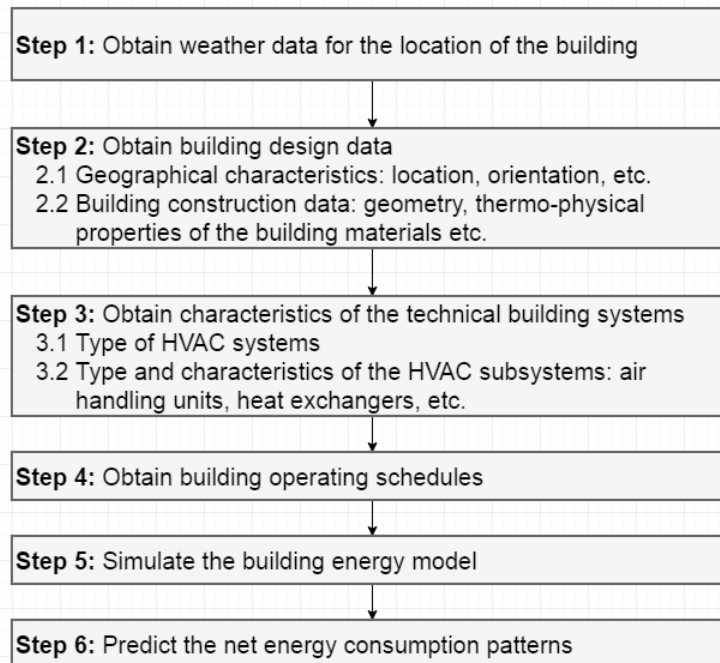 Step 1: Obtain weather data for the location of the building
Step 2: Obtain building design data
2.1 Geographical characteristics: location, orientation, etc.
2.2 Building construction data: geometry, thermo-physical
properties of the building materials etc.
Step 3: Obtain characteristics of the technical building systems
3.1 Type of HVAC systems
3.2 Type and characteristics of the HVAC subsystems: air
handling units, heat exchangers, etc.
Step 4: Obtain building operating schedules
Step 5: Simulate the building energy model
Step 6: Predict the net energy consumption patterns